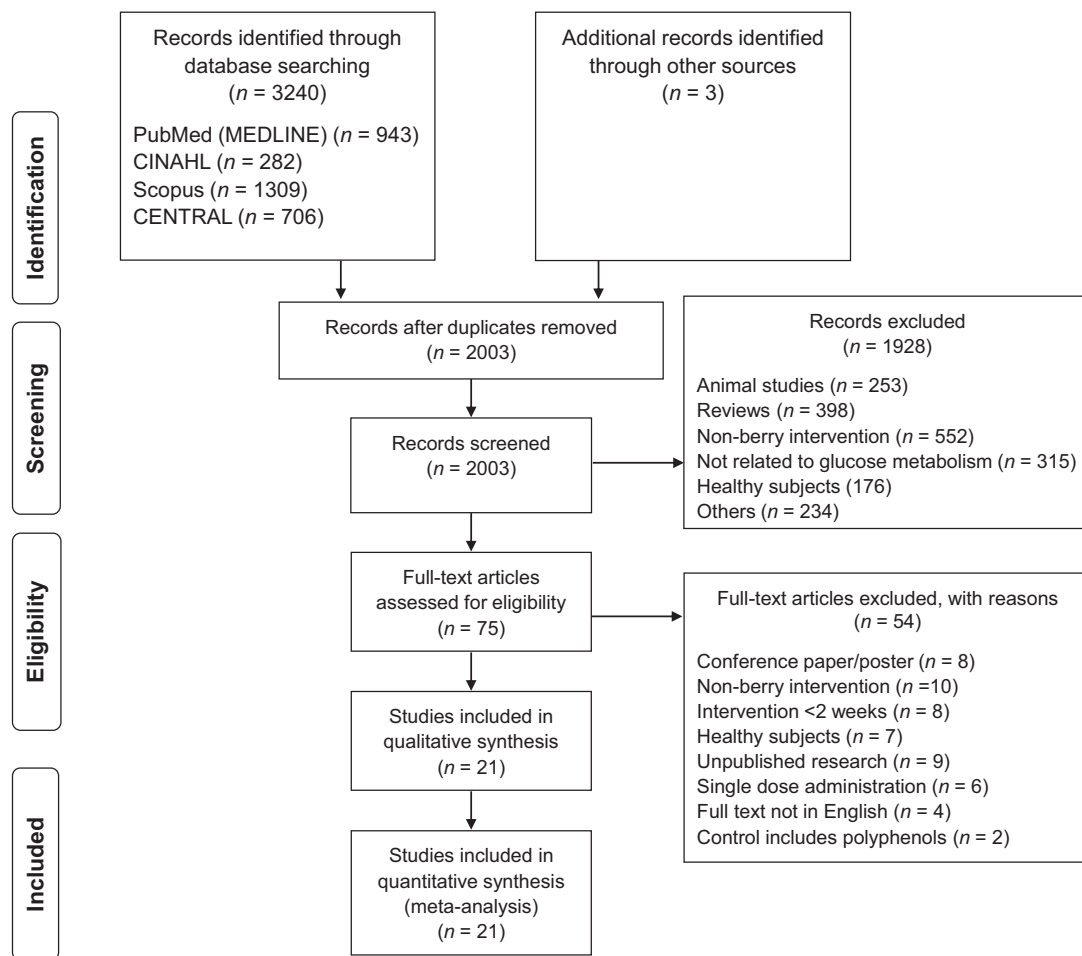 Records identified through
database searching
(n = 3240)
PubMed (MEDLINE) (n = 943)
CINAHL (n = 282)
Scopus (n = 1309)
CENTRAL (n = 706)
Additional records identified
through other sources
(n = 3)
Identification
Records after duplicates removed
(n = 2003)
Screening
Records screened
(n = 2003)
Records excluded
(n = 1928)
Animal studies (n = 253)
Reviews (n = 398)
Non-berry intervention (n = 552)
Not related to glucose metabolism (n = 315)
Healthy subjects (176)
Others (n = 234)
Eligibility
Full-text articles
assessed for eligibility
(n = 75)
Full-text articles excluded, with reasons
(n = 54)
Conference paper/poster (n = 8)
Non-berry intervention (n =10)
Intervention <2 weeks (n = 8)
Healthy subjects (n = 7)
Unpublished research (n = 9)
Single dose administration (n = 6)
Full text not in English (n = 4)
Control includes polyphenols (n = 2)
Studies included in
qualitative synthesis
(n = 21)
Included
Studies included in
quantitative synthesis
(meta-analysis)
(n = 21)